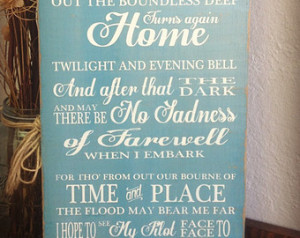 OUT THE BOUNDLESS DEEP
Turns again
Home
TWILIGHT AND EVENING BELL
And after that THE DARK
AND MAY THERE BE No Sadness
of Farewell
WHEN I EMBARK
FOR THO' FROM OUT OUR BOURNE OF
TIME and PLACE
THE FLOOD MAY BEAR ME FAR
I HOPE TO SEE My Pilot FACE TO FACE